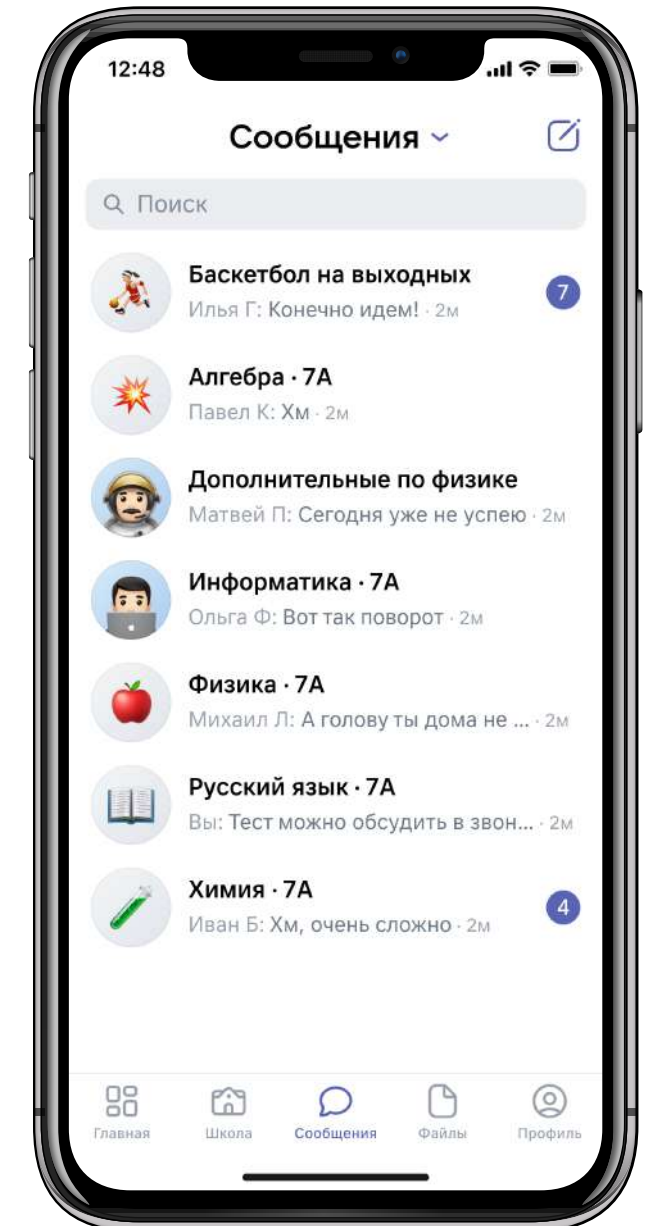 12:48
Сообщения
Поиск
Баскетбол на выходных
Илья Г: Конечно идем! · 2м
7
Алгебра · 7А
Павел К: Хм · 2м
Дополнительные по физике
Матвей П: Сегодня уже не успею · 2м
Информатика · 7А
Ольга Ф: Вот так поворот · 2м
Физика · 7А
Михаил Л: А голову ты дома не ... · 2м
Русский язык · 7А
Вы: Тест можно обсудить в звон... · 2м
Химия · 7А
Иван Б: Хм, очень сложно · 2м
4
Главная Школа Сообщения Файлы Профиль